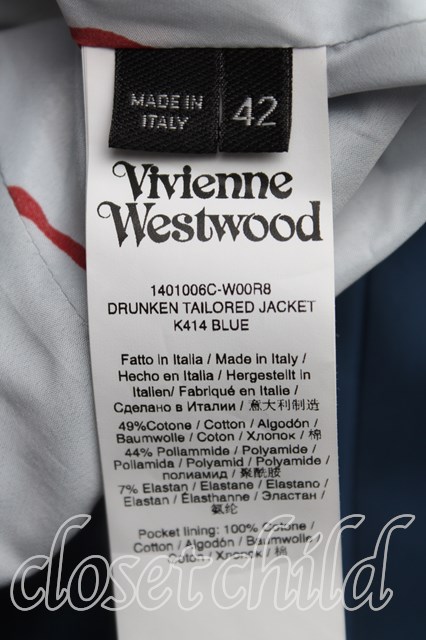 MADE IN
ITALY
42
Vivienne
Westwood
1401006C-W00R8
DRUNKEN TAILORED JACKET
K414 BLUE
Fatto in Italia / Made in Italy /
Hecho en Italia / Hergestellt in
Italien/ Fabriqué en Italie /
Сделано в Италии / 意大利制造
49%Cotone / Cotton / Algodón /
Baumwolle / Coton / Хлопок / 棉
44% Poliammide / Polyamide /
Poliamida / Polyamid / Polyamide /
полиамид / 聚酰胺
7% Elastan / Elastane / Elastano /
Elastan / Élasthanne / Эластан /
氨纶
Pocket lining: 100% Cotone /
Cotton / Algodón / Baumwolle /
Coton / Хлопок / 棉
closet child